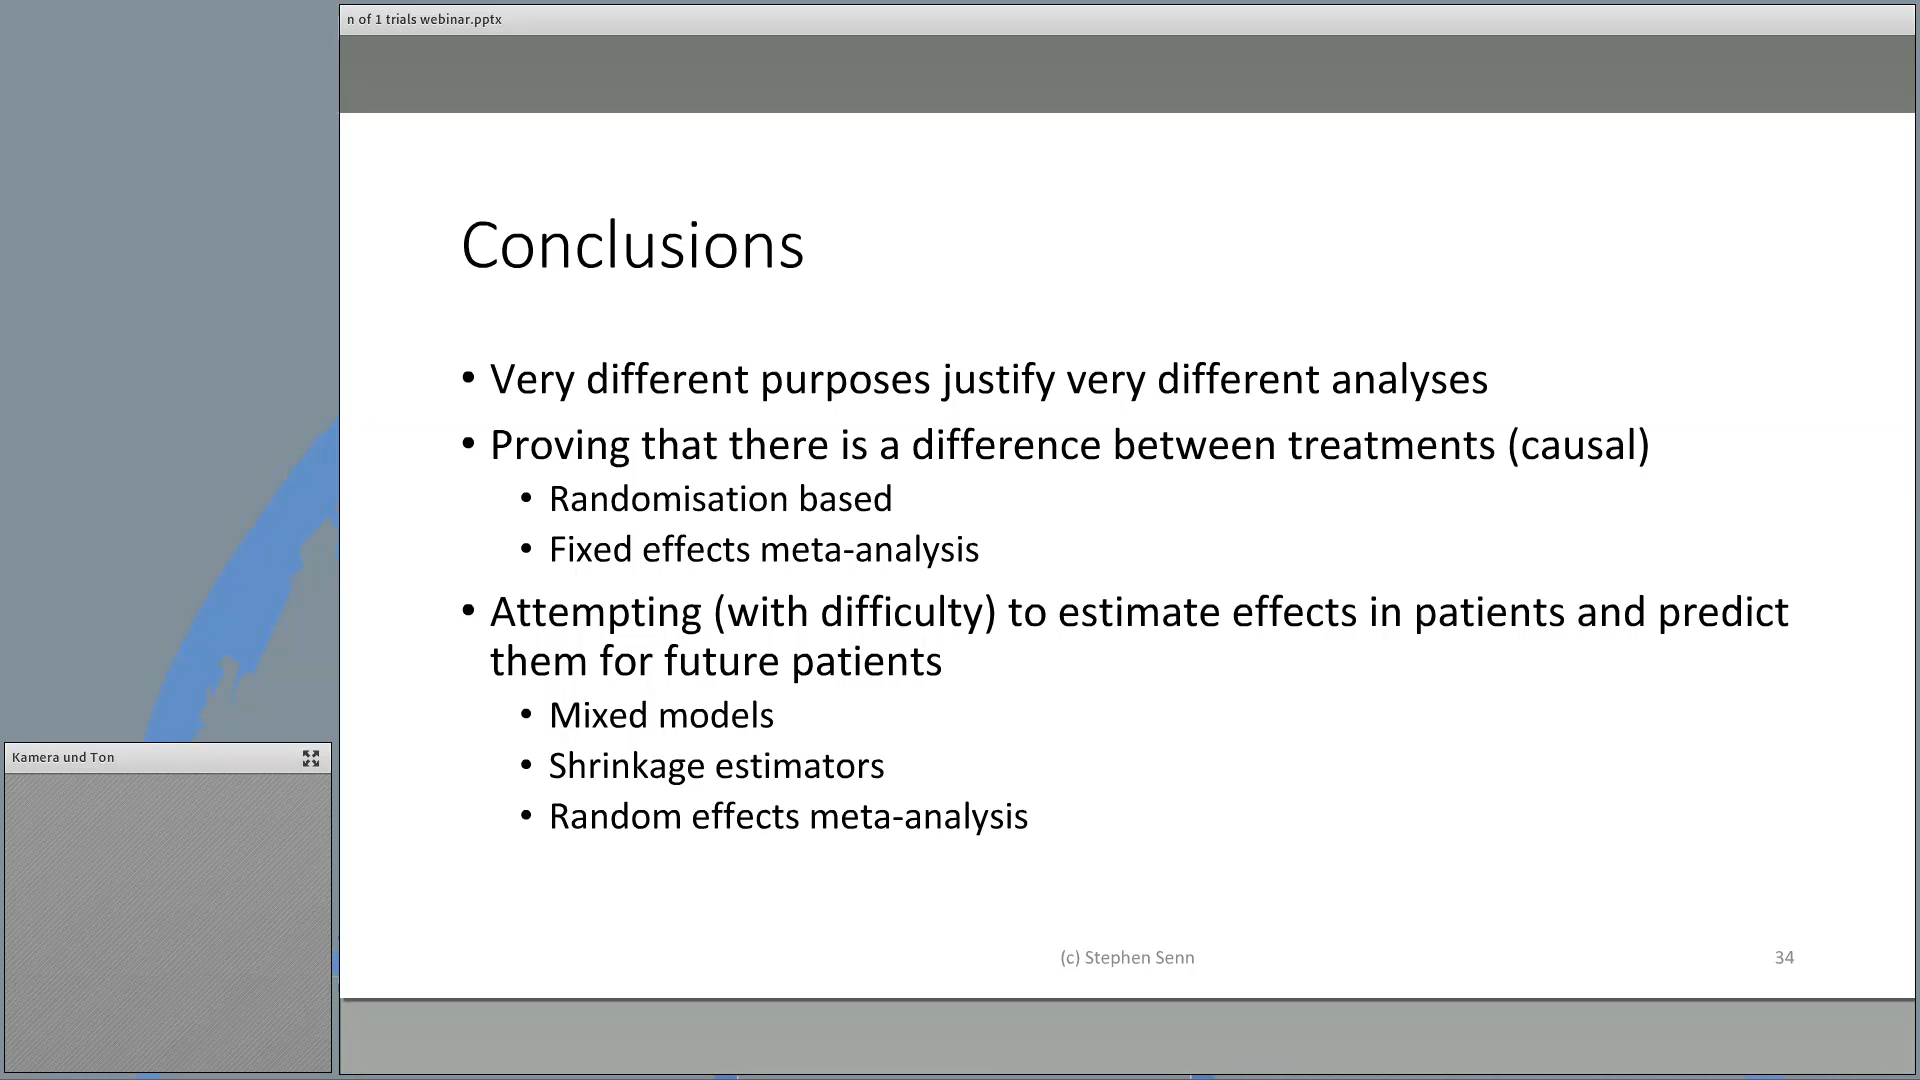 n of 1 trials webinar.pptx
Conclusions
• Very different purposes justify very different analyses
• Proving that there is a difference between treatments (causal)
• Randomisation based
• Fixed effects meta-analysis
• Attempting (with difficulty) to estimate effects in patients and predict
them for future patients
• Mixed models
• Shrinkage estimators
• Random effects meta-analysis
Kamera und Ton
(c) Stephen Senn
34